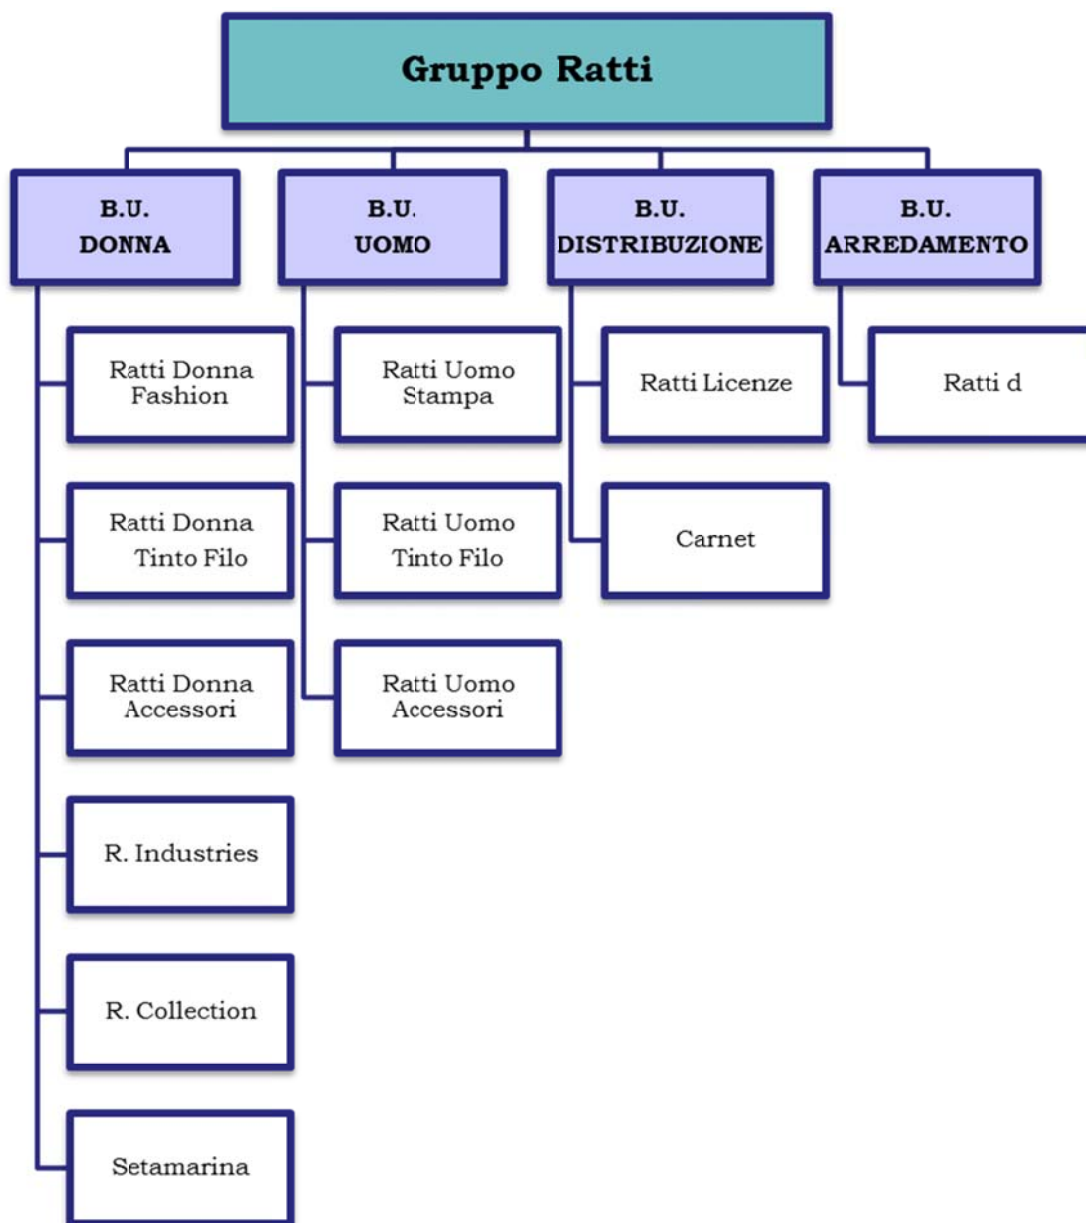 Gruppo Ratti
B.U.
DONNA
B.U.
UOMO
B.U.
DISTRIBUZIONE
B.U.
ARREDAMENTO
Ratti Donna
Fashion
Ratti Uomo
Stampa
Ratti Licenze
Ratti d
Ratti Donna
Tinto Filo
Ratti Uomo
Tinto Filo
Carnet
Ratti Donna
Accessori
Ratti Uomo
Accessori
R. Industries
R. Collection
Setamarina